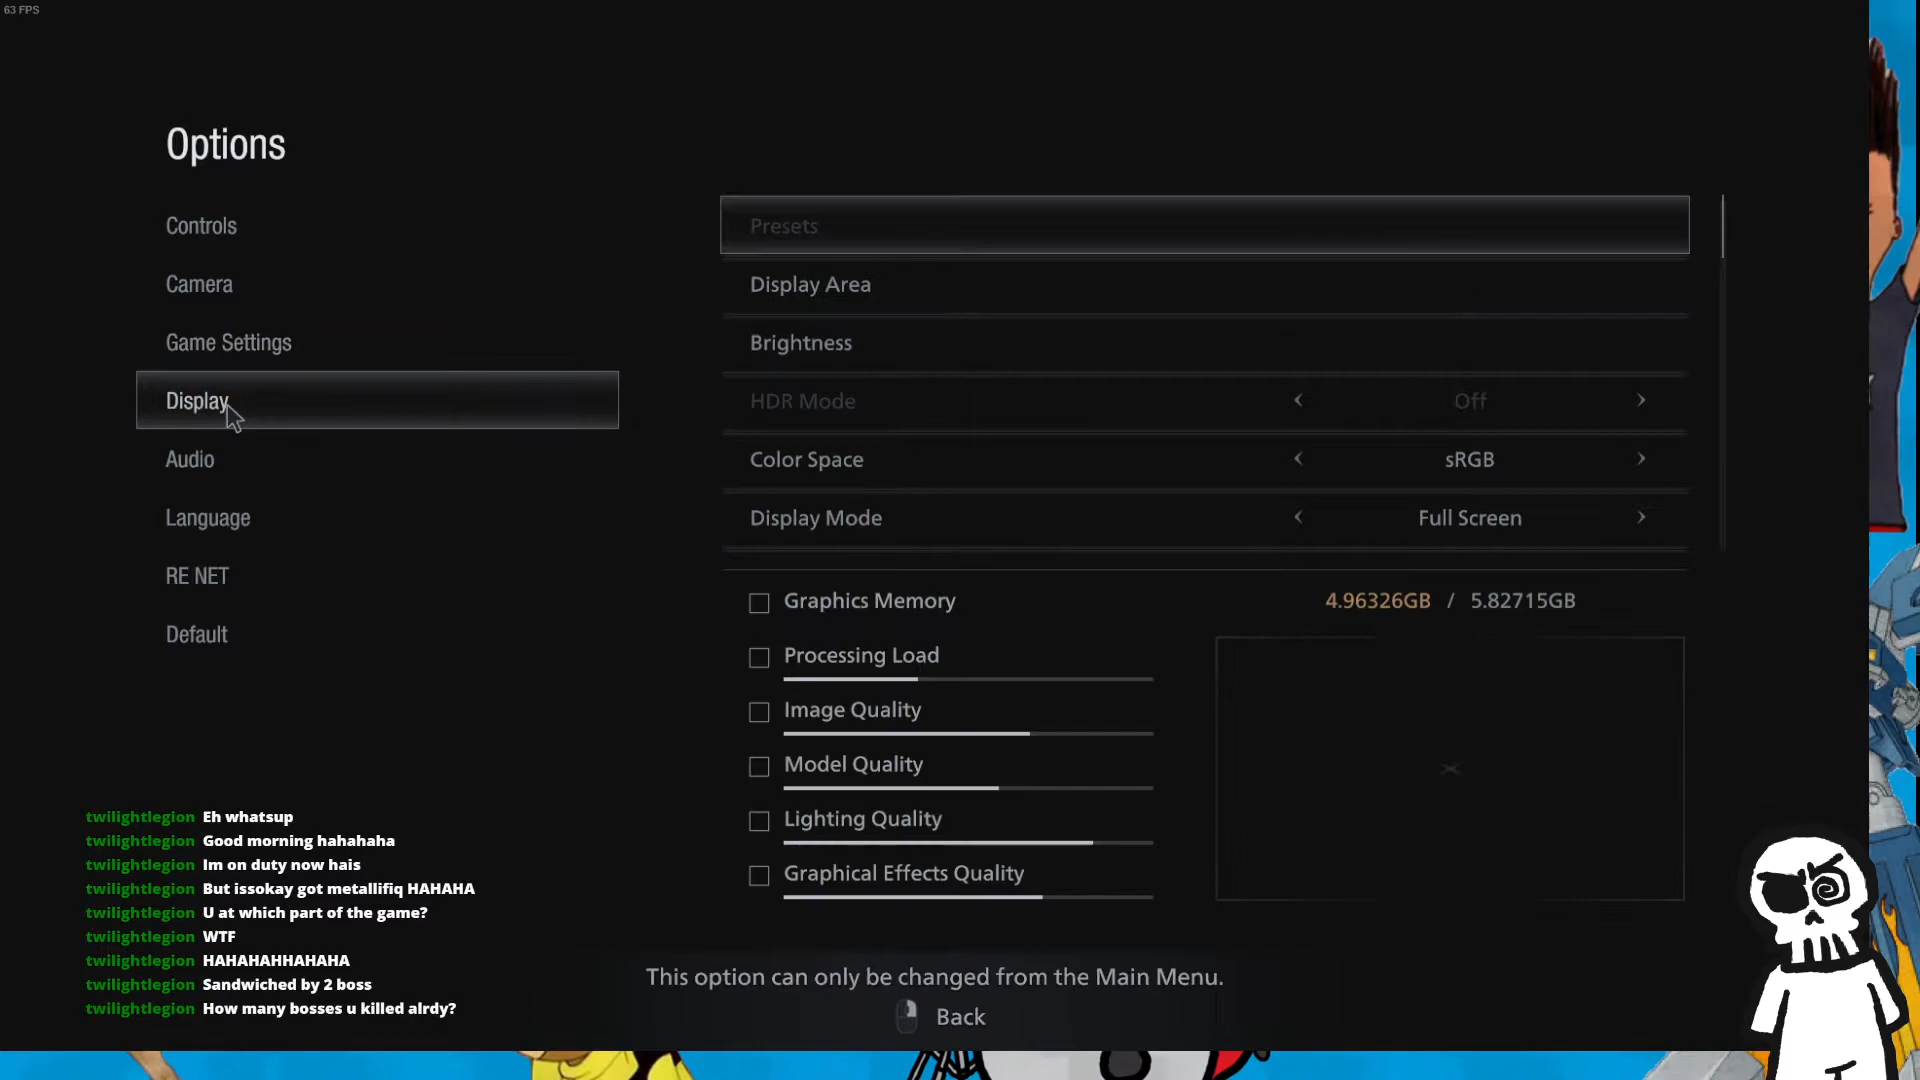 63 FPS
Options
Controls
Camera
Game Settings
Display
Audio
Language
RE NET
Default
Presets
Display Area
Brightness
HDR Mode Off
Color Space sRGB
Display Mode Full Screen
Graphics Memory 4.96326GB / 5.82715GB
Processing Load
Image Quality
Model Quality
Lighting Quality
Graphical Effects Quality
twilightlegion Eh whatsup
twilightlegion Good morning hahahaha
twilightlegion Im on duty now hais
twilightlegion But issokay got metallifiq HAHAHA
twilightlegion U at which part of the game?
twilightlegion WTF
twilightlegion HAHAHAHHAHAHA
twilightlegion Sandwiched by 2 boss
twilightlegion How many bosses u killed alrdy?
This option can only be changed from the Main Menu.
Back